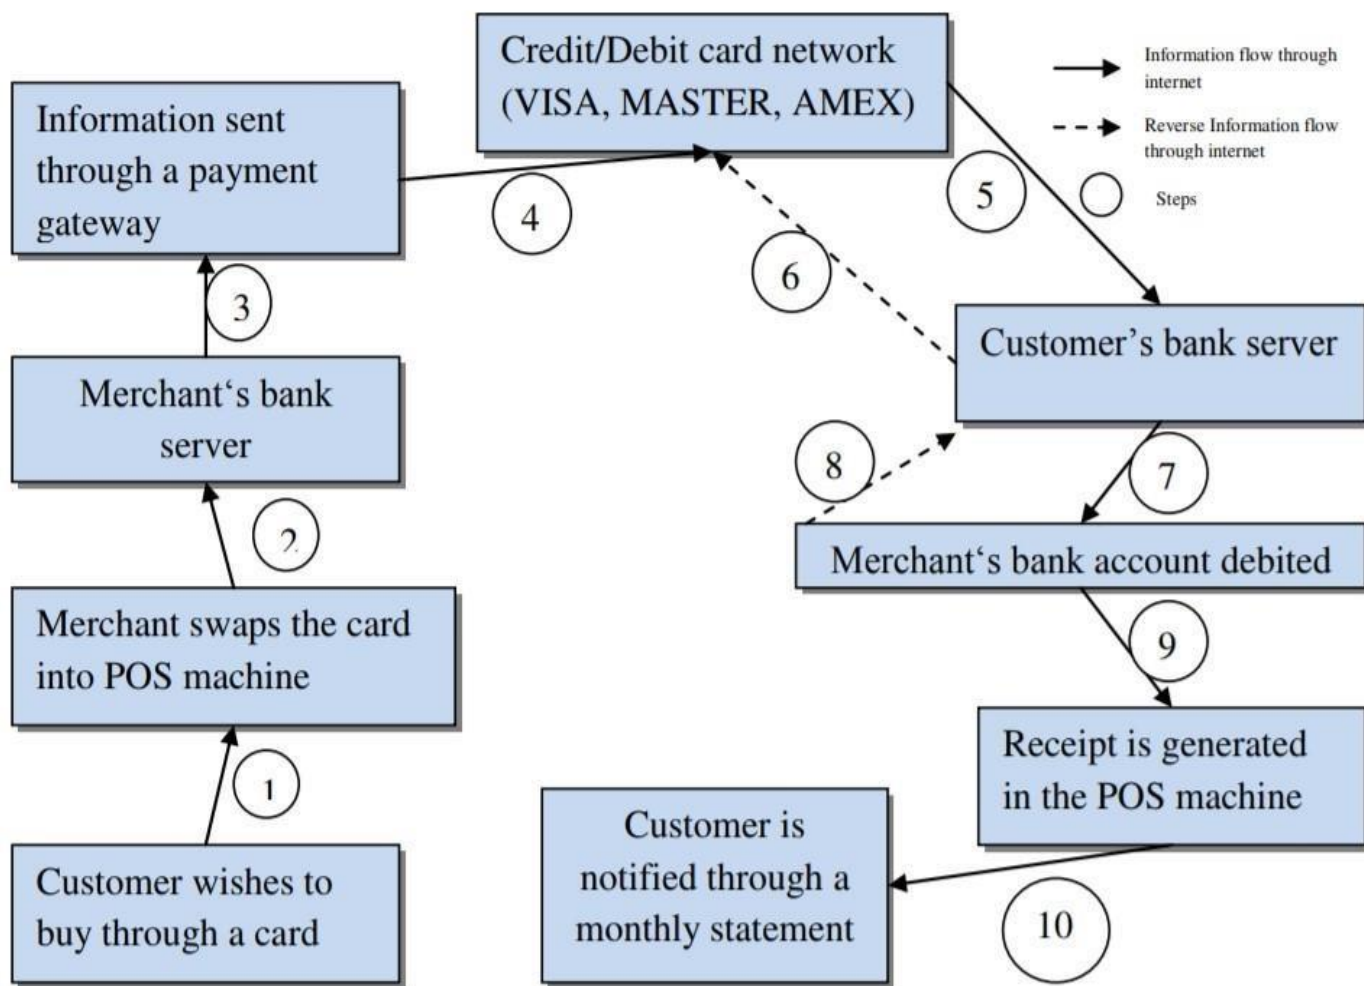 Credit/Debit card network
(VISA, MASTER, AMEX)
Information flow through
internet
Reverse Information flow
through internet
Steps
Information sent
through a payment
gateway
4
5
6
3
Customer's bank server
Merchant‘s bank
server
8
7
2
Merchant‘s bank account debited
Merchant swaps the card
into POS machine
9
1
Receipt is generated
in the POS machine
Customer is
notified through a
monthly statement
10
Customer wishes to
buy through a card